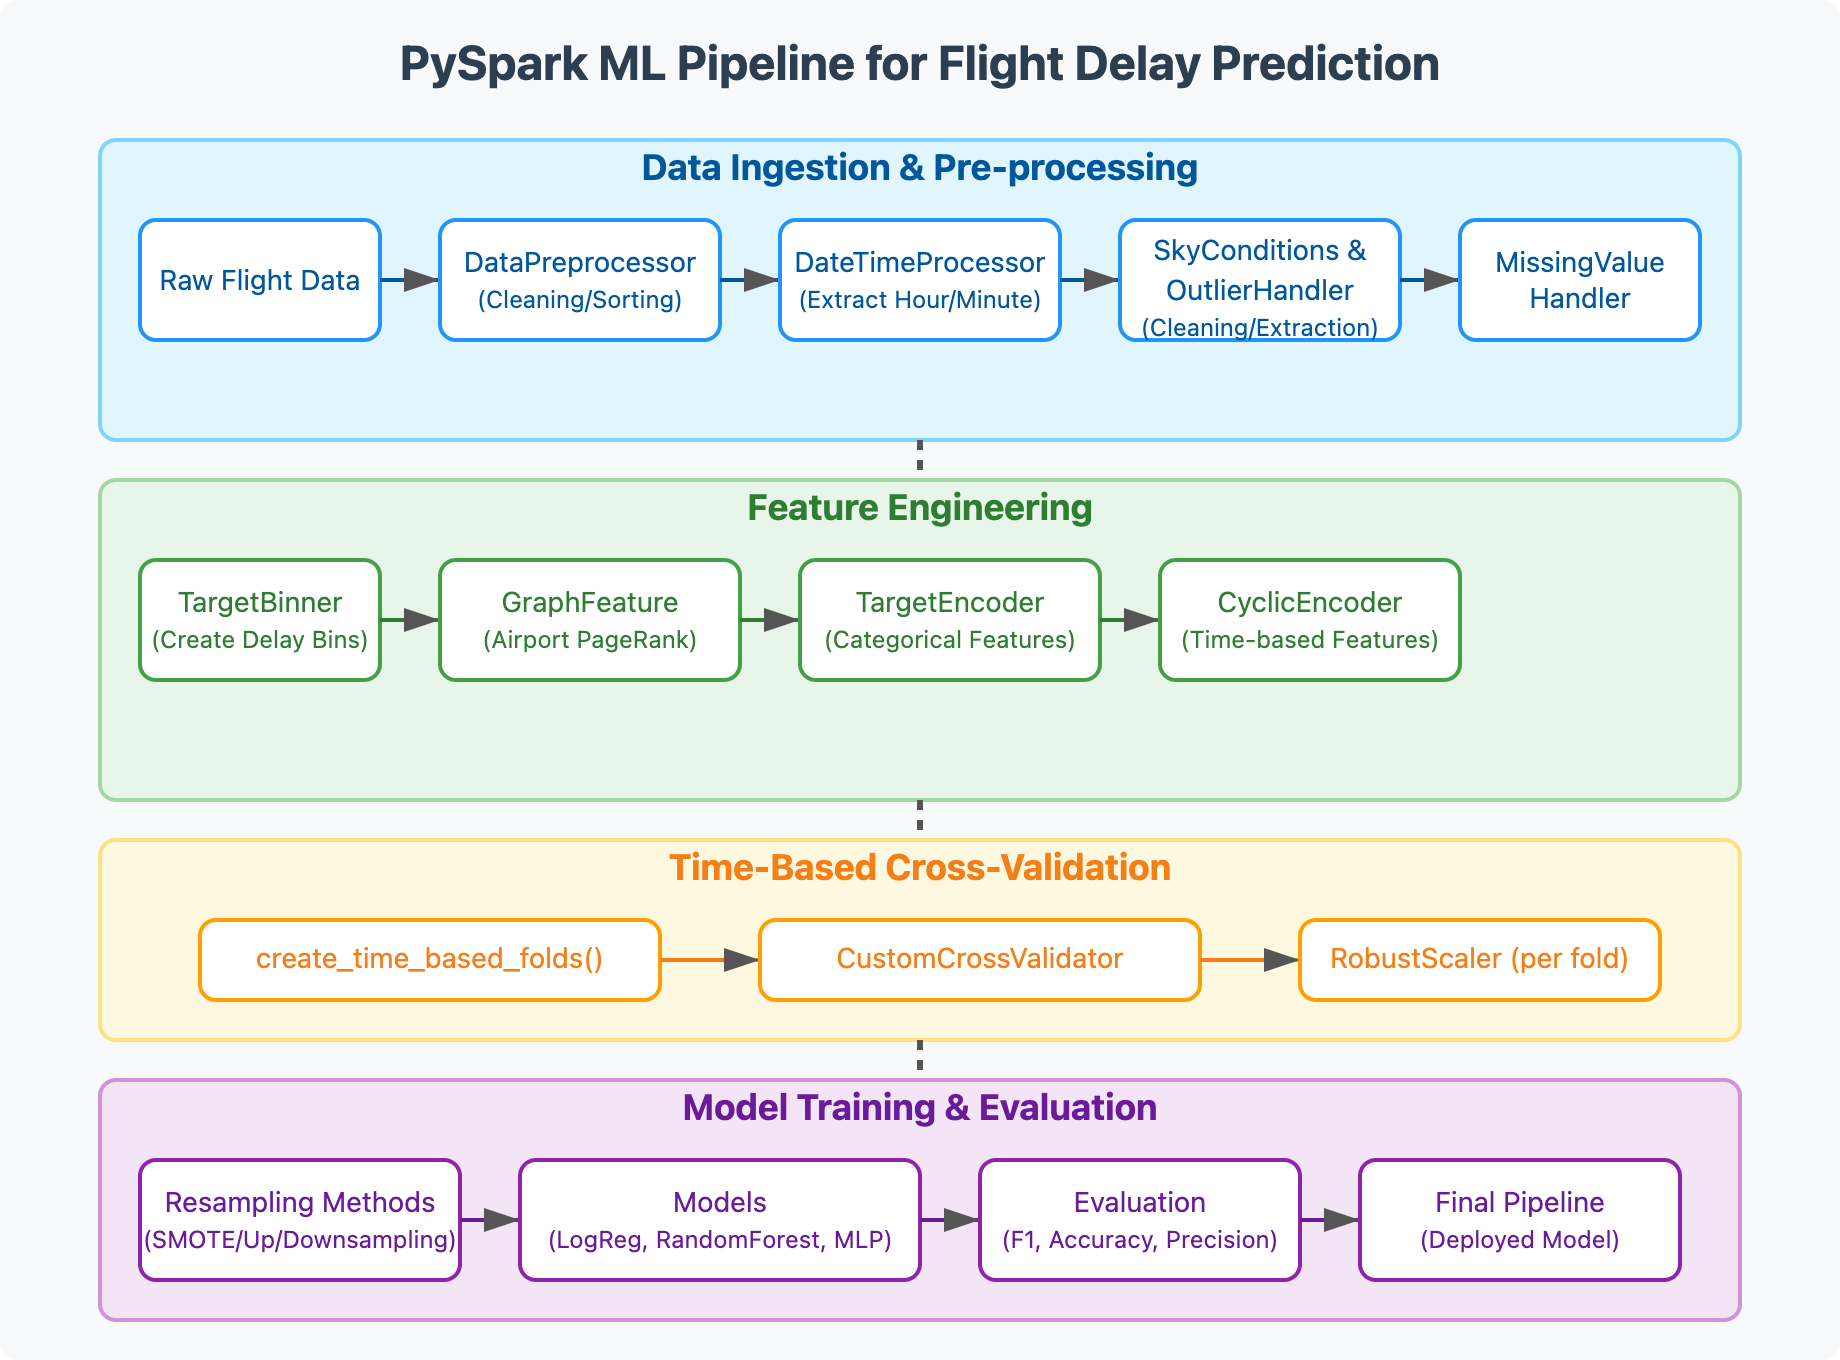 PySpark ML Pipeline for Flight Delay Prediction
Data Ingestion & Pre-processing
Raw Flight Data
DataPreprocessor
(Cleaning/Sorting)
DateTimeProcessor
(Extract Hour/Minute)
SkyConditions &
OutlierHandler
(Cleaning/Extraction)
MissingValue
Handler
Feature Engineering
TargetBinner
(Create Delay Bins)
GraphFeature
(Airport PageRank)
TargetEncoder
(Categorical Features)
CyclicEncoder
(Time-based Features)
Time-Based Cross-Validation
create_time_based_folds()
CustomCrossValidator
RobustScaler (per fold)
Model Training & Evaluation
Resampling Methods
(SMOTE/Up/Downsampling)
Models
(LogReg, RandomForest, MLP)
Evaluation
(F1, Accuracy, Precision)
Final Pipeline
(Deployed Model)